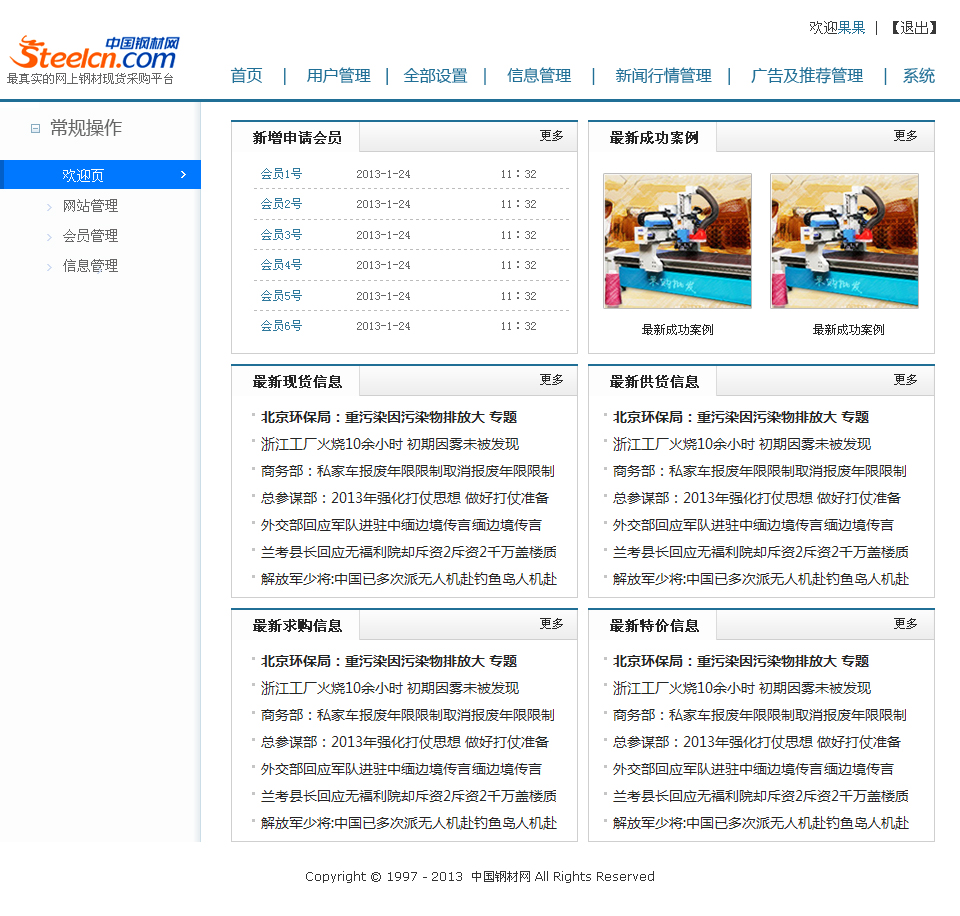 欢迎果果 | 【退出】
中国钢材网
Steelcn.com
最真实的网上钢材现货采购平台
首页 | 用户管理 | 全部设置 | 信息管理 | 新闻行情管理 | 广告及推荐管理 | 系统
常规操作
欢迎页
网站管理
会员管理
信息管理
新增申请会员 更多
会员1号 2013-1-24 11：32
会员2号 2013-1-24 11：32
会员3号 2013-1-24 11：32
会员4号 2013-1-24 11：32
会员5号 2013-1-24 11：32
会员6号 2013-1-24 11：32
最新成功案例 更多
最新成功案例 最新成功案例
最新现货信息 更多
北京环保局：重污染因污染物排放大 专题
浙江工厂火烧10余小时 初期因雾未被发现
商务部：私家车报废年限限制取消报废年限限制
总参谋部：2013年强化打仗思想 做好打仗准备
外交部回应军队进驻中缅边境传言缅边境传言
兰考县长回应无福利院却斥资2斥资2千万盖楼质
解放军少将:中国已多次派无人机赴钓鱼岛人机赴
最新供货信息 更多
北京环保局：重污染因污染物排放大 专题
浙江工厂火烧10余小时 初期因雾未被发现
商务部：私家车报废年限限制取消报废年限限制
总参谋部：2013年强化打仗思想 做好打仗准备
外交部回应军队进驻中缅边境传言缅边境传言
兰考县长回应无福利院却斥资2斥资2千万盖楼质
解放军少将:中国已多次派无人机赴钓鱼岛人机赴
最新求购信息 更多
北京环保局：重污染因污染物排放大 专题
浙江工厂火烧10余小时 初期因雾未被发现
商务部：私家车报废年限限制取消报废年限限制
总参谋部：2013年强化打仗思想 做好打仗准备
外交部回应军队进驻中缅边境传言缅边境传言
兰考县长回应无福利院却斥资2斥资2千万盖楼质
解放军少将:中国已多次派无人机赴钓鱼岛人机赴
最新特价信息 更多
北京环保局：重污染因污染物排放大 专题
浙江工厂火烧10余小时 初期因雾未被发现
商务部：私家车报废年限限制取消报废年限限制
总参谋部：2013年强化打仗思想 做好打仗准备
外交部回应军队进驻中缅边境传言缅边境传言
兰考县长回应无福利院却斥资2斥资2千万盖楼质
解放军少将:中国已多次派无人机赴钓鱼岛人机赴
Copyright © 1997 - 2013 中国钢材网 All Rights Reserved